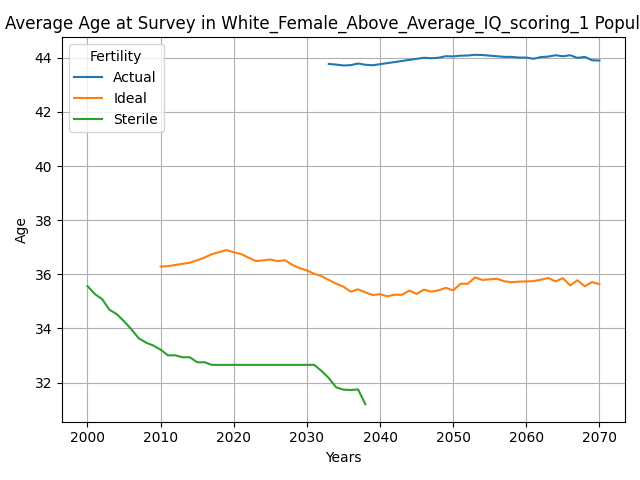 Average Age at Survey in White_Female_Above_Average_IQ_scoring_1 Popul
Fertility
Actual
Ideal
Sterile
Age
44
42
40
38
36
34
32
2000 2010 2020 2030 2040 2050 2060 2070
Years